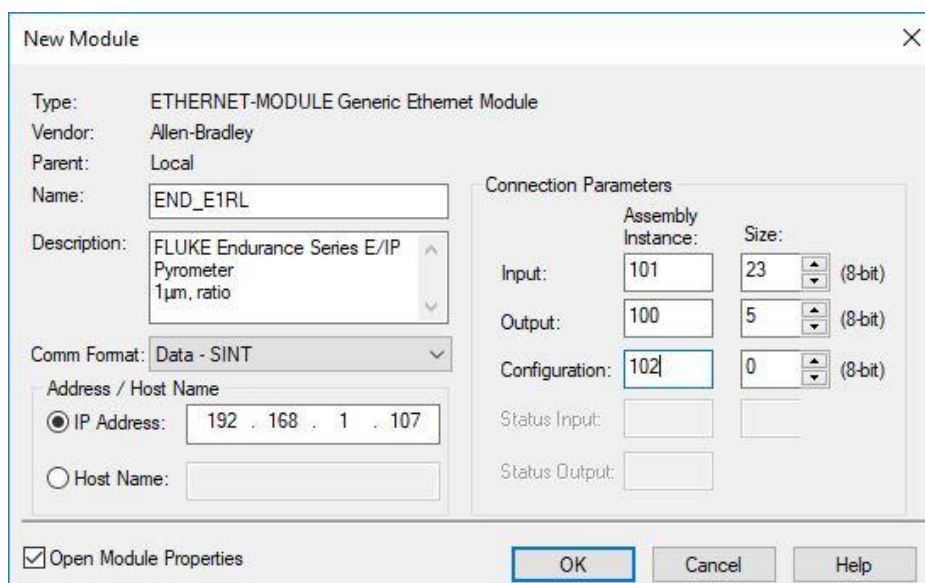 New Module
Type: ETHERNET-MODULE Generic Ethernet Module
Vendor: Allen-Bradley
Parent: Local
Name: END_E1RL
Description: FLUKE Endurance Series E/IP
Pyrometer
1µm, ratio
Comm Format: Data - SINT
Address / Host Name
IP Address: 192 . 168 . 1 . 107
Host Name:
Connection Parameters
Assembly
Instance: Size:
Input: 101 23 (8-bit)
Output: 100 5 (8-bit)
Configuration: 102 0 (8-bit)
Status Input:
Status Output:
Open Module Properties
OK Cancel Help